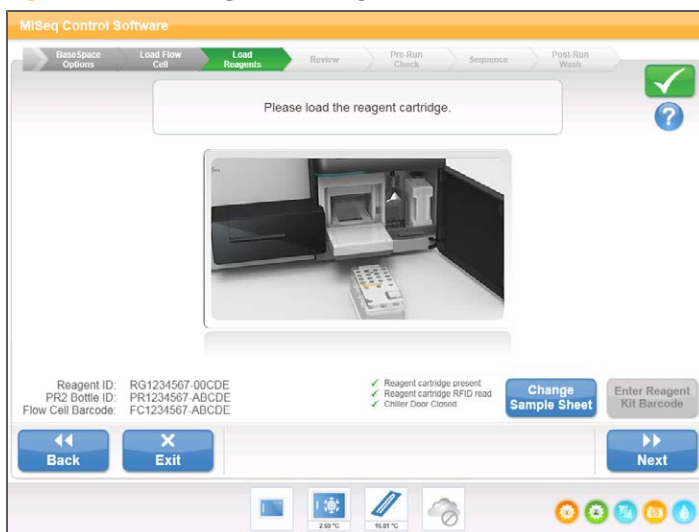 MiSeq Control Software
BaseSpace
Options
Load Flow
Cell
Load
Reagents
Review
Pre-Run
Check
Sequence
Post-Run
Wash
Please load the reagent cartridge.
?
Reagent ID: RG1234567-00CDE
PR2 Bottle ID: PR1234567-ABCDE
Flow Cell Barcode: FC1234567-ABCDE
✓ Reagent cartridge present
✓ Reagent cartridge RFID read
✓ Chiller Door Closed
Change
Sample Sheet
Enter Reagent
Kit Barcode
Back
Exit
Next